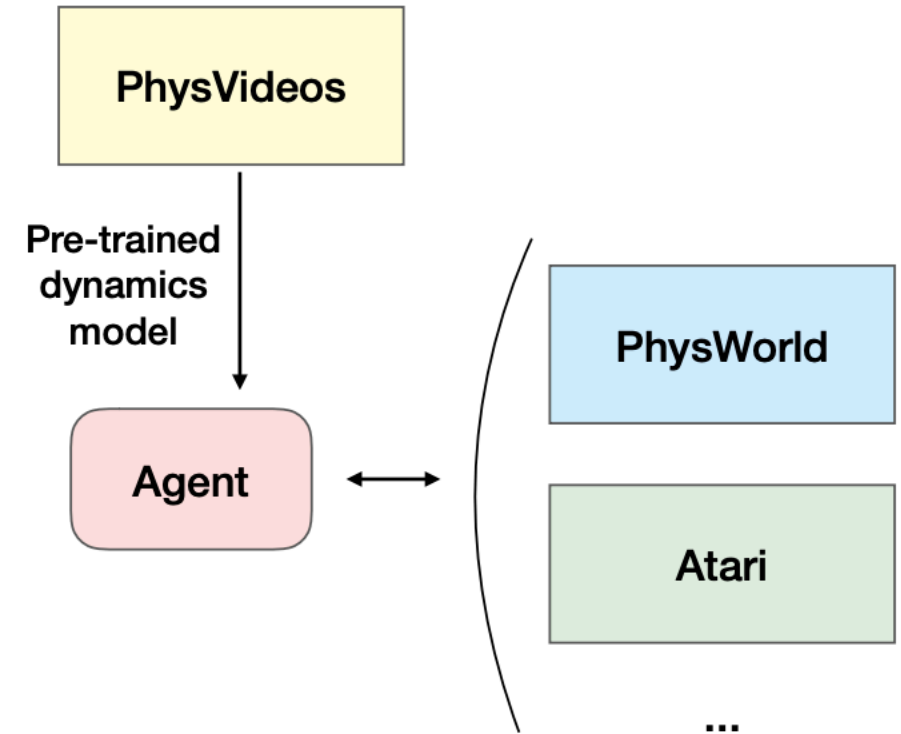 PhysVideos
Pre-trained
dynamics
model
Agent
PhysWorld
Atari
...